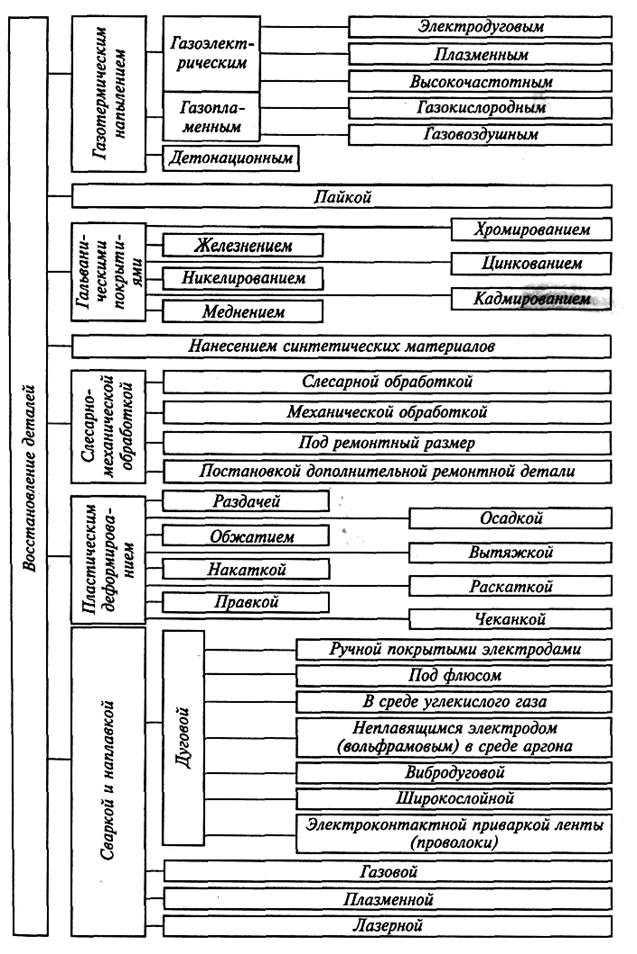 Восстановление деталей
Газотермическим
напылением
Газоэлект-
рическим
Электродуговым
Плазменным
Высокочастотным
Газопла-
менным
Газокислородным
Газовоздушным
Детонационным
Пайкой
Гальвани-
ческими
покрыти-
ями
Хромированием
Железнением
Цинкованием
Никелированием
Кадмированием
Меднением
Нанесением синтетических материалов
Слесарно-
механической
обработкой
Слесарной обработкой
Механической обработкой
Под ремонтный размер
Постановкой дополнительной ремонтной детали
Пластическим
деформирова-
нием
Раздачей
Осадкой
Обжатием
Вытяжкой
Накаткой
Раскаткой
Правкой
Чеканкой
Сваркой и наплавкой
Дуговой
Ручной покрытыми электродами
Под флюсом
В среде углекислого газа
Неплавящимся электродом
(вольфрамовым) в среде аргона
Вибродуговой
Широкослойной
Электроконтактной приваркой ленты
(проволоки)
Газовой
Плазменной
Лазерной